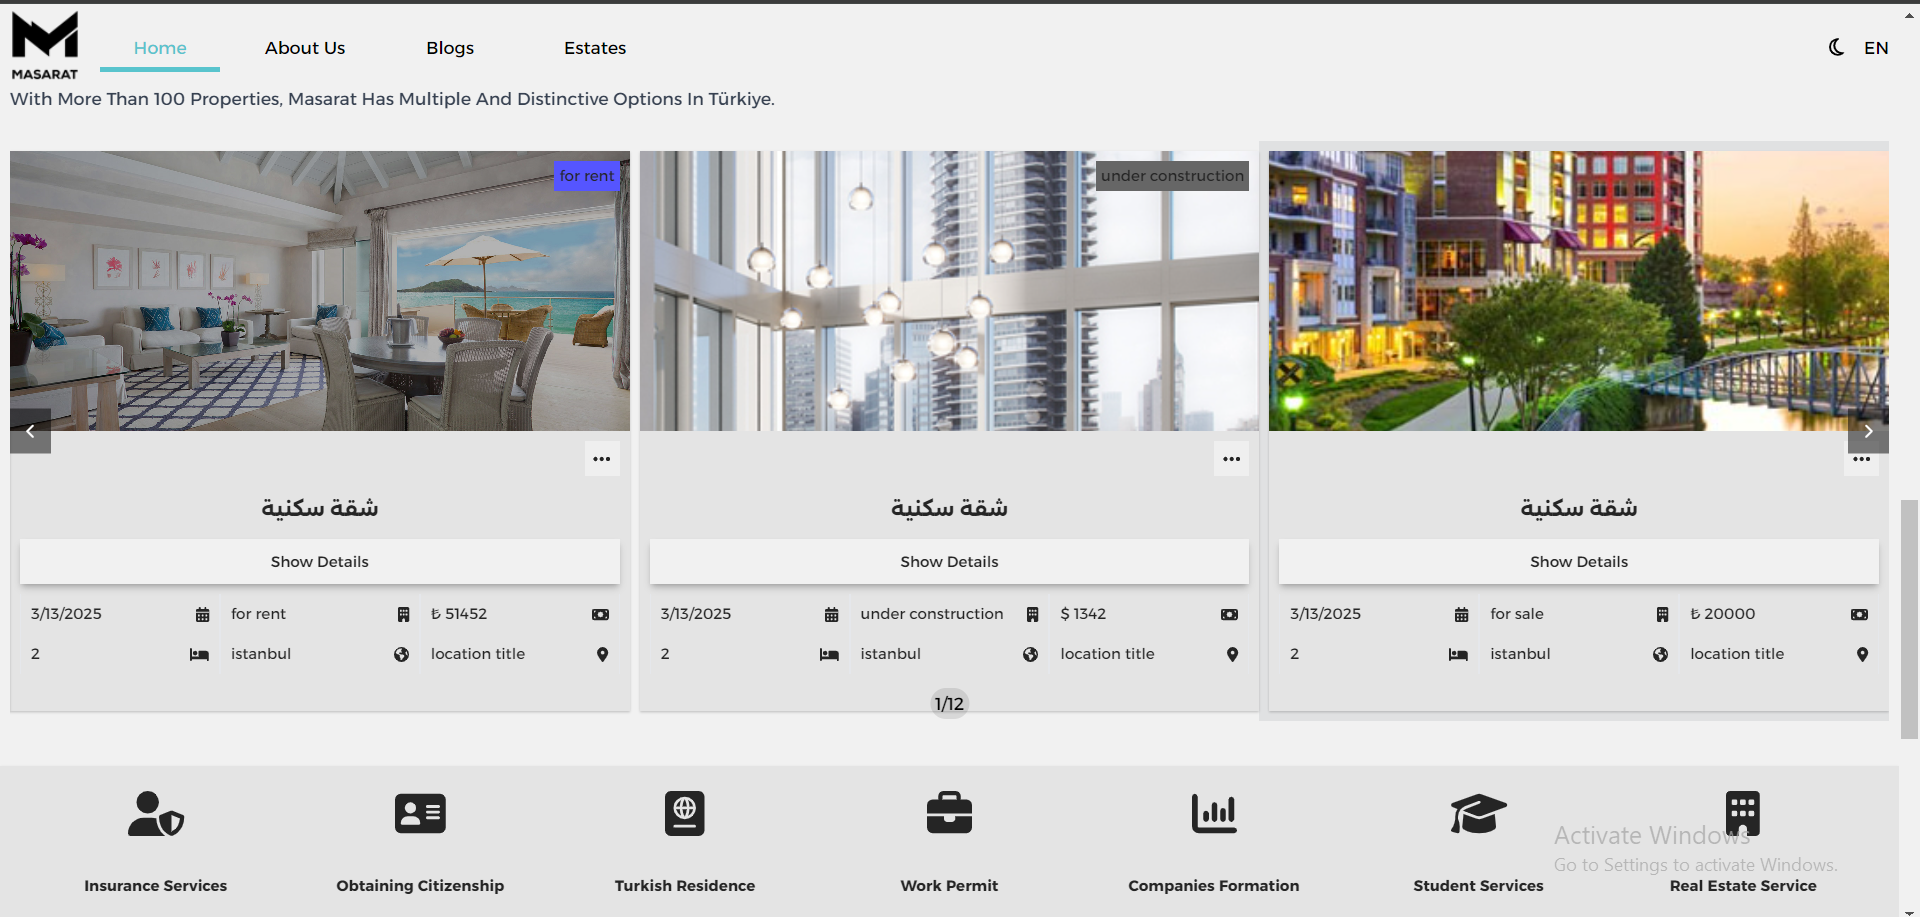 MASARAT
Home About Us Blogs Estates EN
With More Than 100 Properties, Masarat Has Multiple And Distinctive Options In Türkiye.
for rent
under construction
شقة سكنية
شقة سكنية
شقة سكنية
Show Details
Show Details
Show Details
3/13/2025 for rent ₺ 51452
3/13/2025 under construction $ 1342
3/13/2025 for sale ₺ 20000
2 istanbul location title
2 istanbul location title
2 istanbul location title
1/12
Insurance Services
Obtaining Citizenship
Turkish Residence
Work Permit
Companies Formation
Student Services
Real Estate Service
Activate Windows
Go to Settings to activate Windows.